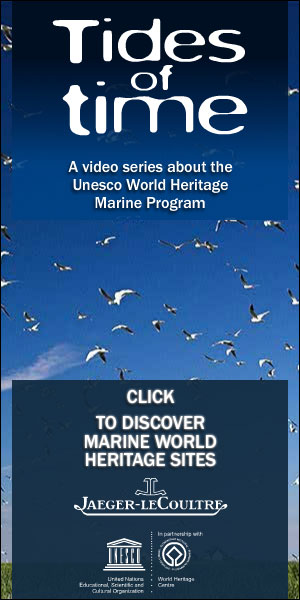 Tides
of
time
A video series about the
Unesco World Heritage
Marine Program
CLICK
TO DISCOVER
MARINE WORLD
HERITAGE SITES
JAEGER-LECOULTRE
In partnership with
UNESCO
United Nations
Educational, Scientific and
Cultural Organization
World Heritage
Centre